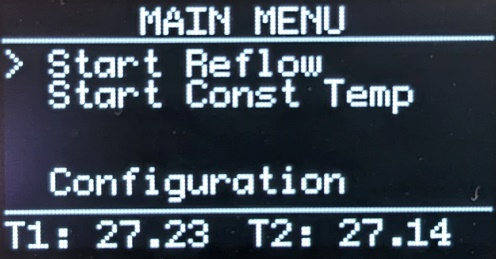 MAIN MENU
> Start Reflow
Start Const Temp
Configuration
T1: 27.23 T2: 27.14